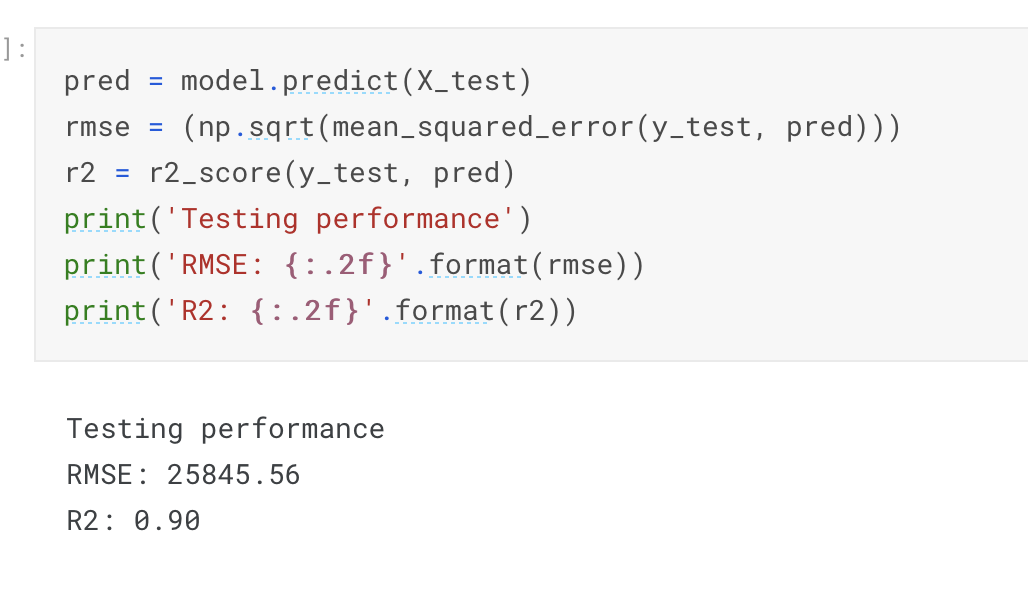 ]:
pred = model.predict(X_test)
rmse = (np.sqrt(mean_squared_error(y_test, pred)))
r2 = r2_score(y_test, pred)
print('Testing performance')
print('RMSE: {:.2f}'.format(rmse))
print('R2: {:.2f}'.format(r2))
Testing performance
RMSE: 25845.56
R2: 0.90